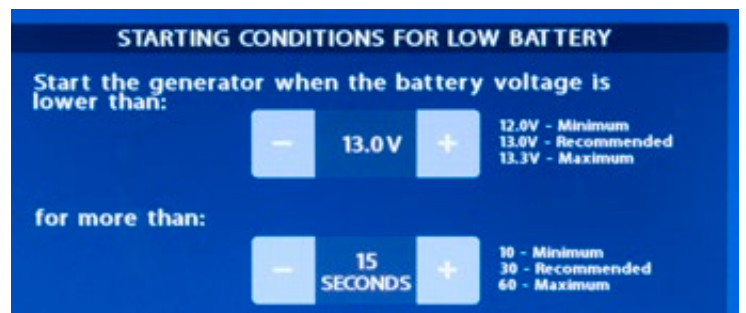 STARTING CONDITIONS FOR LOW BATTERY
Start the generator when the battery voltage is
lower than:
- 13.0V +
12.0V - Minimum
13.0V - Recommended
13.3V - Maximum
for more than:
- 15 +
SECONDS
10 - Minimum
30 - Recommended
60 - Maximum